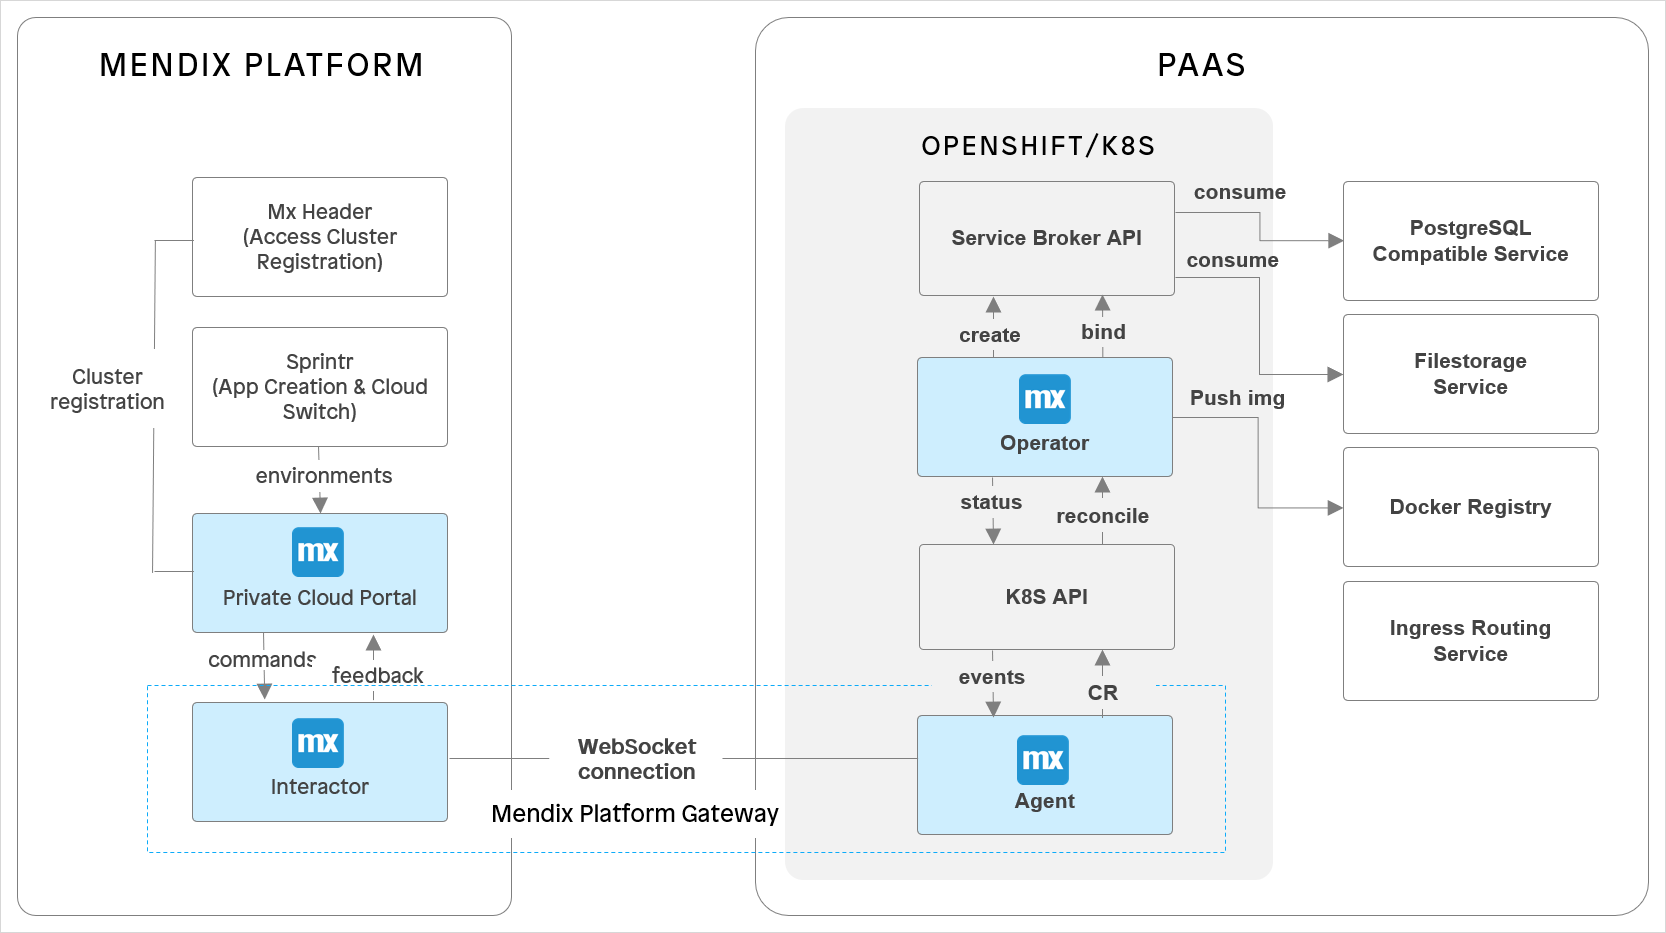 MENDIX PLATFORM
Mx Header
(Access Cluster
Registration)
Sprintr
(App Creation & Cloud
Switch)
Cluster
registration
environments
mx
Private Cloud Portal
commands
feedback
mx
Interactor
WebSocket
connection
Mendix Platform Gateway
PAAS
OPENSHIFT/K8S
Service Broker API
consume
consume
create
bind
mx
Operator
Push img
status
reconcile
K8S API
events
CR
mx
Agent
PostgreSQL
Compatible Service
Filestorage
Service
Docker Registry
Ingress Routing
Service